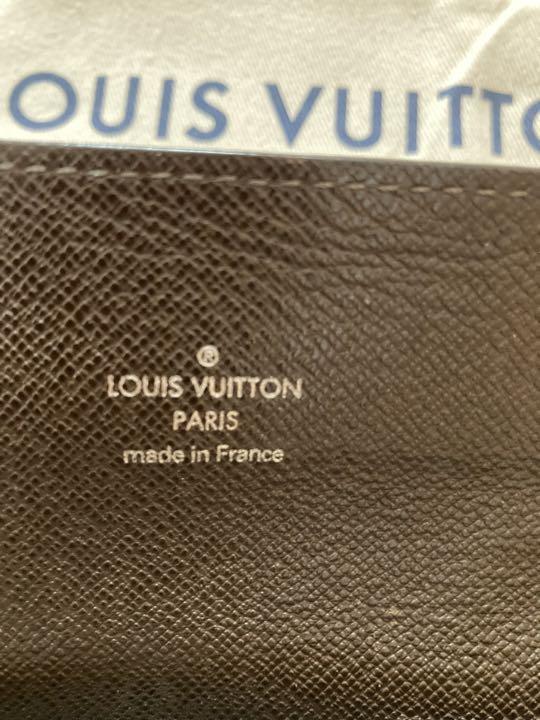 OUIS VUITTO
®
LOUIS VUITTON
PARIS
made in France